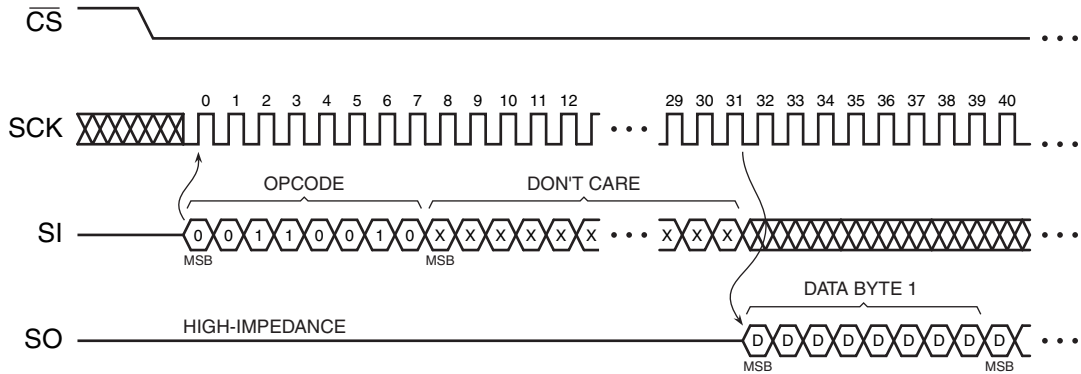 CS
0 1 2 3 4 5 6 7 8 9 10 11 12 29 30 31 32 33 34 35 36 37 38 39 40
SCK
OPCODE DON'T CARE
SI 0 0 1 1 0 0 1 0 X X X X X X X X X
MSB MSB
DATA BYTE 1
HIGH-IMPEDANCE
SO D D D D D D D D D
MSB MSB